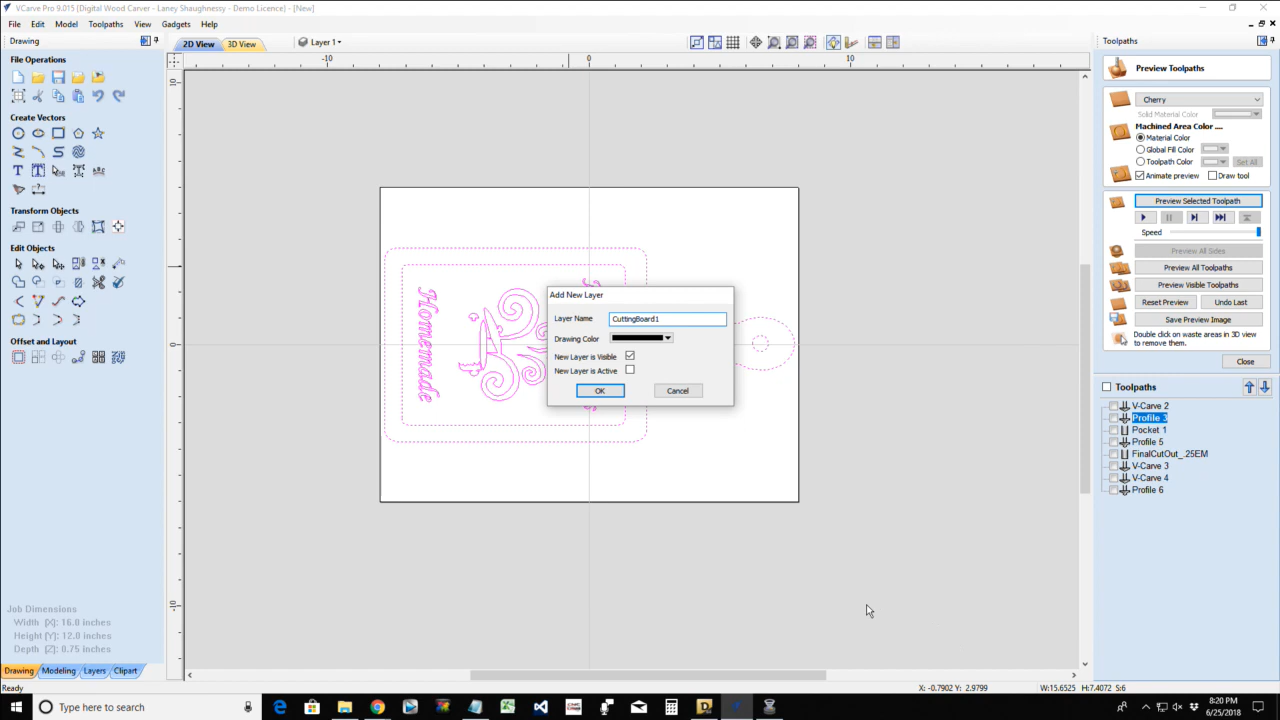 VCarve Pro 9.015 [Digital Wood Carver - Laney Shaughnessy - Demo Licence] - [New]
File Edit Model Toolpaths View Gadgets Help
Drawing
2D View 3D View Layer 1
Toolpaths
-10 0 10
File Operations
Create Vectors
Transform Objects
Edit Objects
Offset and Layout
10
0
-10
Homemade
Add New Layer
Layer Name CuttingBoard1
Drawing Color
New Layer is Visible
New Layer is Active
OK Cancel
Preview Toolpaths
Cherry
Solid Material Color
Machined Area Color ....
Material Color
Global Fill Color
Toolpath Color Set All
Animate preview Draw tool
Preview Selected Toolpath
Speed
Preview All Sides
Preview All Toolpaths
Preview Visible Toolpaths
Reset Preview Undo Last
Save Preview Image
Double click on waste areas in 3D view
to remove them.
Close
Toolpaths
V-Carve 2
Profile 3
Pocket 1
Profile 5
FinalCutOut_.25EM
V-Carve 3
V-Carve 4
Profile 6
Job Dimensions
Width (X): 16.0 inches
Height (Y): 12.0 inches
Depth (Z): 0.75 inches
Drawing Modeling Layers Clipart
Ready
X: -0.7902 Y: 2.9799 W:15.6525 H:7.4072 S:6
Type here to search
8:20 PM
6/25/2018